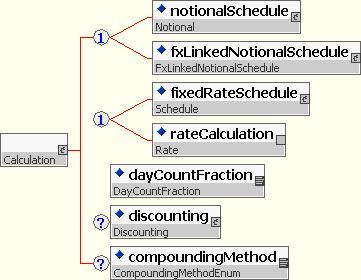 notionalSchedule
Notional
1
fxLinkedNotionalSchedule
FxLinkedNotionalSchedule
fixedRateSchedule
Schedule
1
rateCalculation
Rate
Calculation
dayCountFraction
DayCountFraction
?
discounting
Discounting
?
compoundingMethod
CompoundingMethodEnum